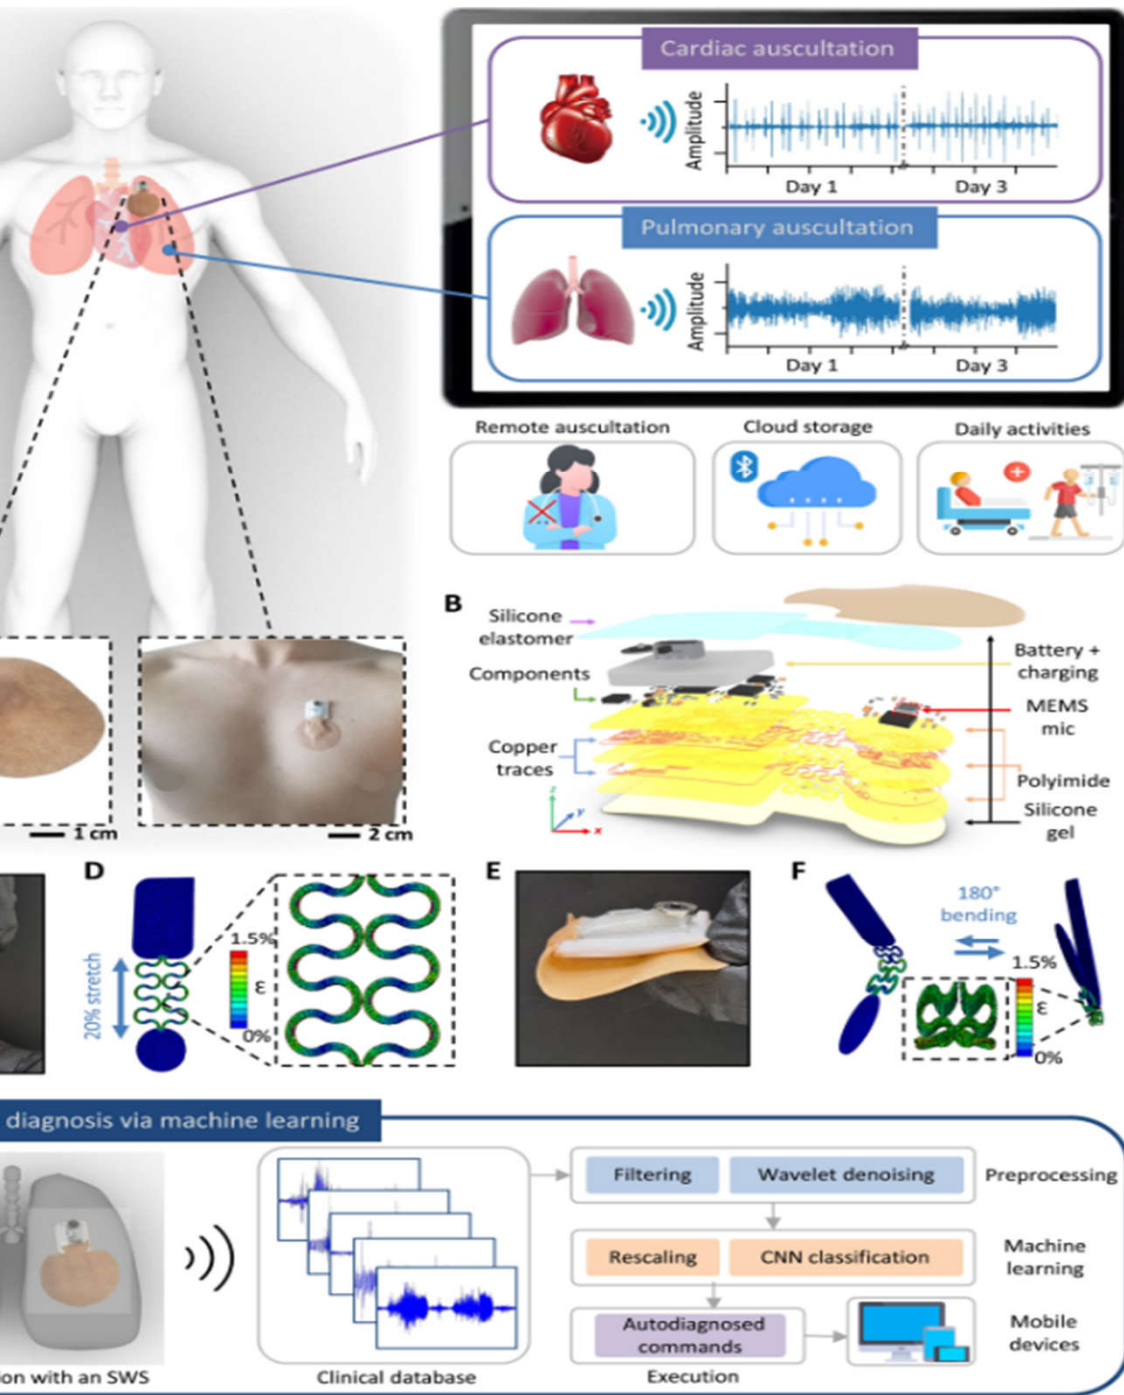 Cardiac auscultation
Amplitude
Day 1
Day 3
Pulmonary auscultation
Amplitude
Day 1
Day 3
Remote auscultation
Cloud storage
Daily activities
1 cm
2 cm
B
Silicone
elastomer
Components
Copper
traces
z
y
x
Battery +
charging
MEMS
mic
Polyimide
Silicone
gel
D
20% stretch
1.5%
ε
0%
E
F
180°
bending
1.5%
ε
0%
diagnosis via machine learning
ion with an SWS
Clinical database
Filtering
Wavelet denoising
Preprocessing
Rescaling
CNN classification
Machine
learning
Autodiagnosed
commands
Mobile
devices
Execution